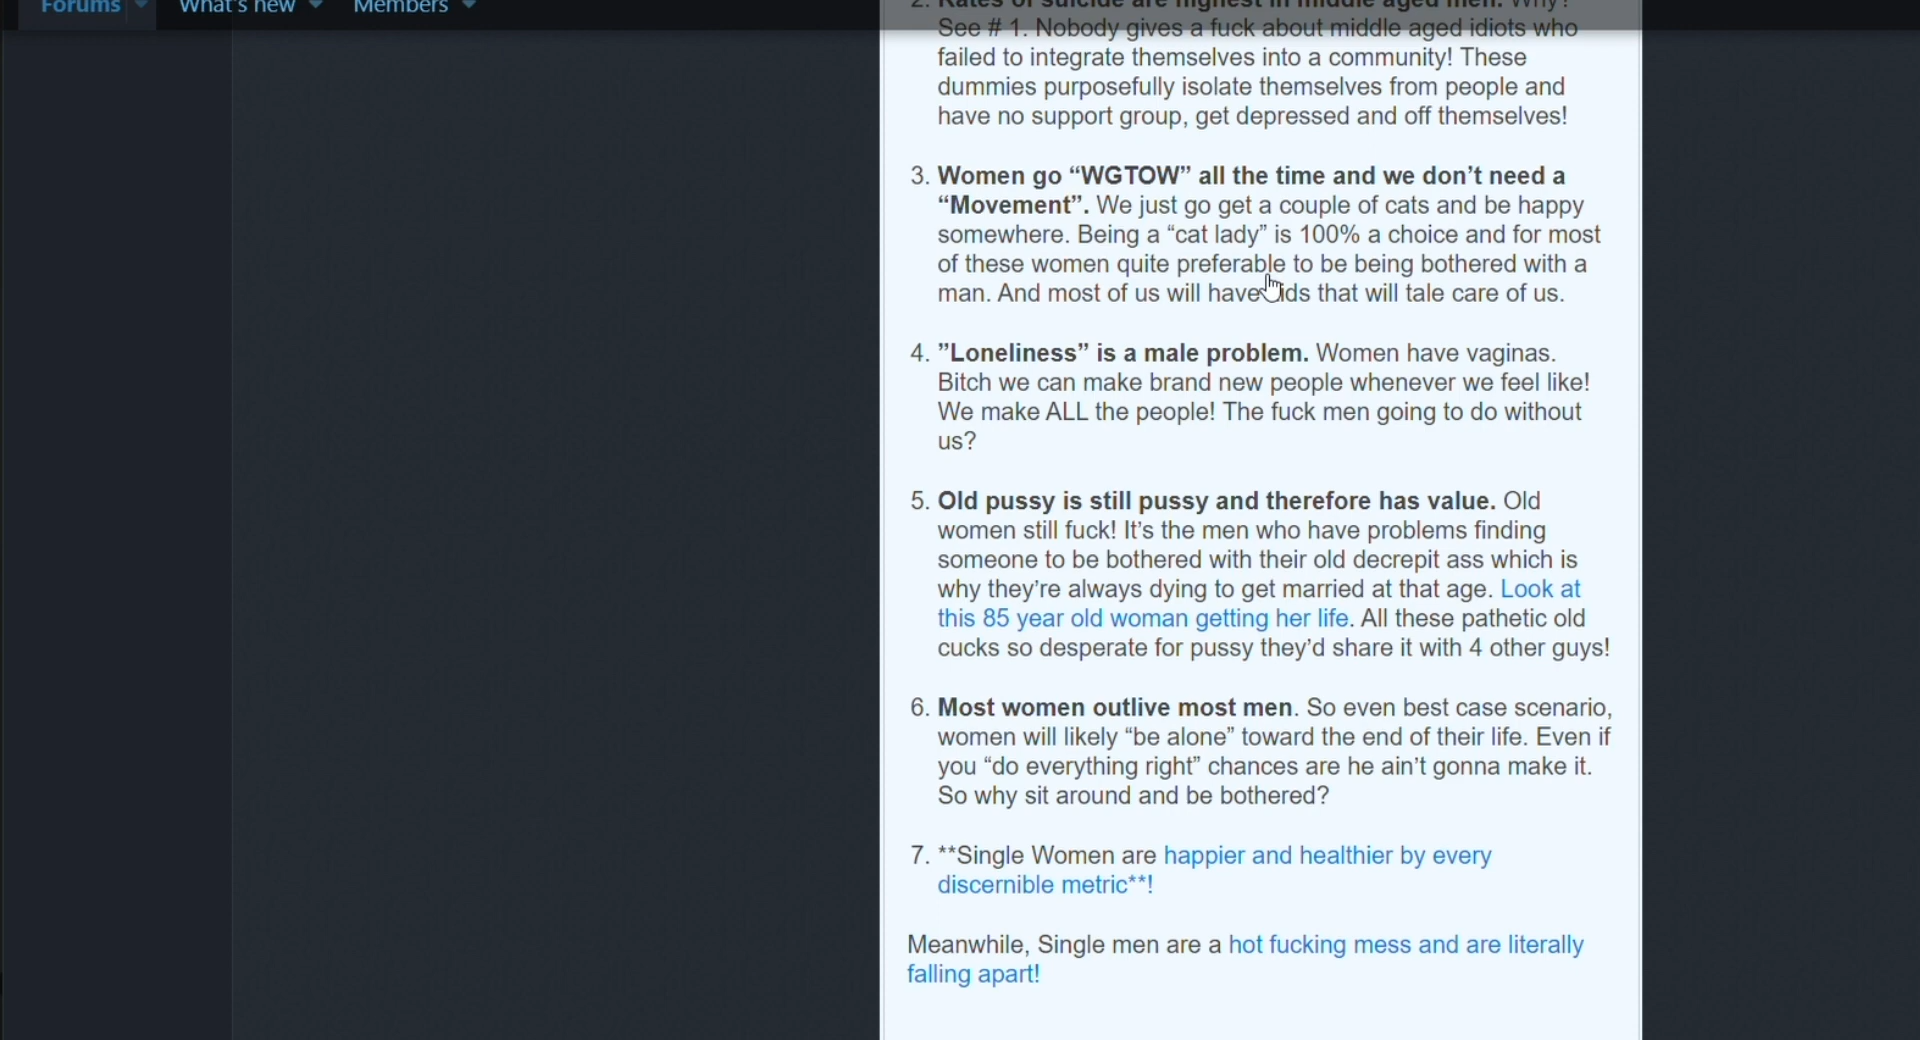 Forums What's new Members
2. Rates of suicide are highest in middle aged men. Why?
See # 1. Nobody gives a fuck about middle aged idiots who
failed to integrate themselves into a community! These
dummies purposefully isolate themselves from people and
have no support group, get depressed and off themselves!
3. Women go “WGTOW” all the time and we don’t need a
“Movement”. We just go get a couple of cats and be happy
somewhere. Being a “cat lady” is 100% a choice and for most
of these women quite preferable to be being bothered with a
man. And most of us will have kids that will tale care of us.
4. ”Loneliness” is a male problem. Women have vaginas.
Bitch we can make brand new people whenever we feel like!
We make ALL the people! The fuck men going to do without
us?
5. Old pussy is still pussy and therefore has value. Old
women still fuck! It’s the men who have problems finding
someone to be bothered with their old decrepit ass which is
why they’re always dying to get married at that age. Look at
this 85 year old woman getting her life. All these pathetic old
cucks so desperate for pussy they’d share it with 4 other guys!
6. Most women outlive most men. So even best case scenario,
women will likely “be alone” toward the end of their life. Even if
you “do everything right” chances are he ain’t gonna make it.
So why sit around and be bothered?
7. **Single Women are happier and healthier by every
discernible metric**!
Meanwhile, Single men are a hot fucking mess and are literally
falling apart!